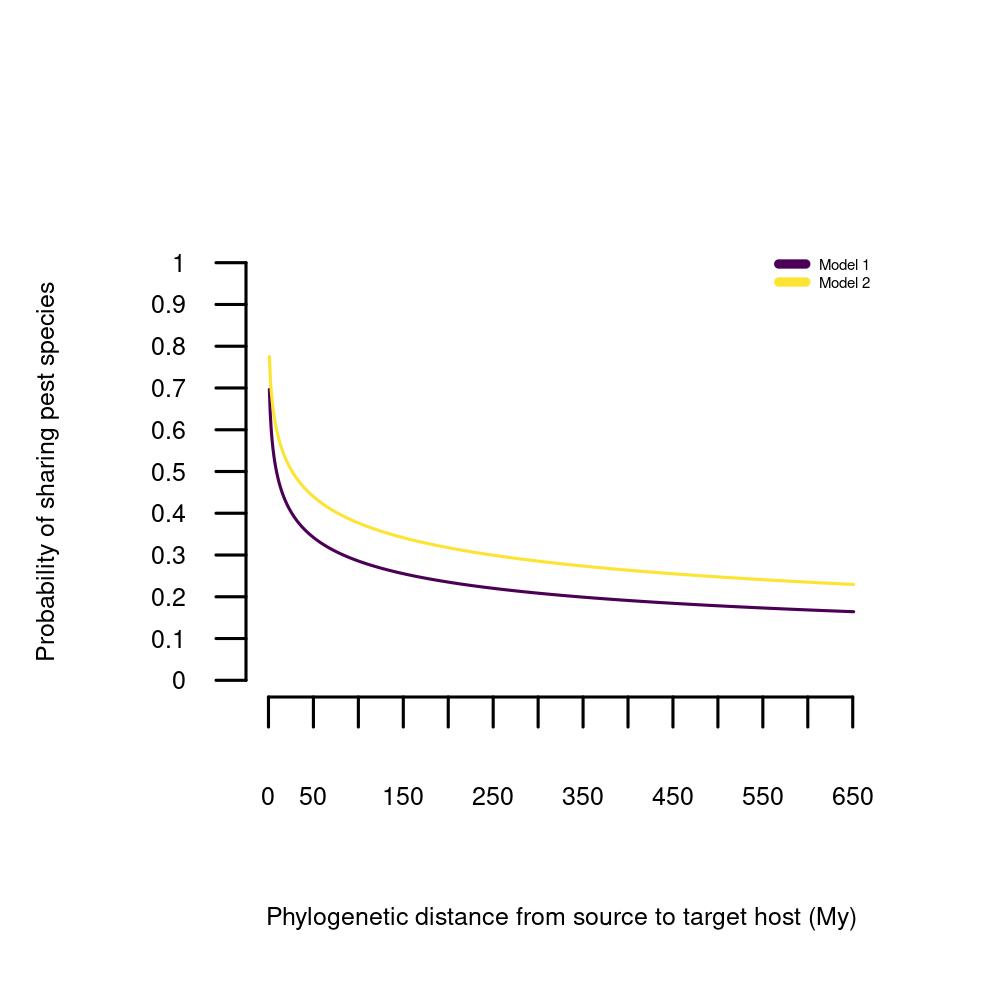 Model 1
Model 2
Probability of sharing pest species
1
0.9
0.8
0.7
0.6
0.5
0.4
0.3
0.2
0.1
0
0 50 150 250 350 450 550 650
Phylogenetic distance from source to target host (My)